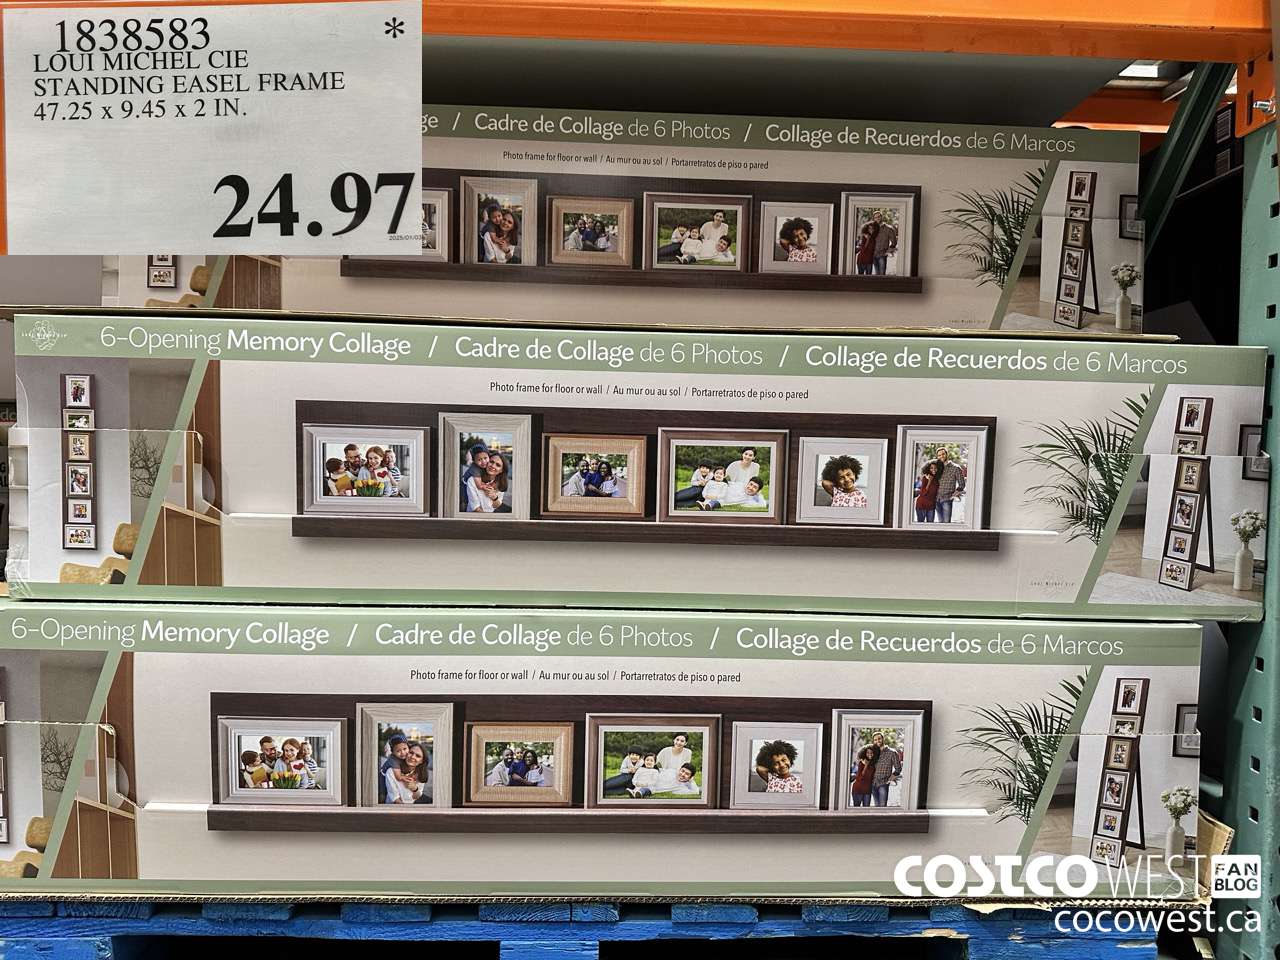 1838583 *
LOUI MICHEL CIE
STANDING EASEL FRAME
47.25 x 9.45 x 2 IN.
24.97
/ Cadre de Collage de 6 Photos / Collage de Recuerdos de 6 Marcos
Photo frame for floor or wall / Au mur ou au sol / Portarretratos de piso o pared
6-Opening Memory Collage / Cadre de Collage de 6 Photos / Collage de Recuerdos de 6 Marcos
Photo frame for floor or wall / Au mur ou au sol / Portarretratos de piso o pared
Loui Michel Cie
6-Opening Memory Collage / Cadre de Collage de 6 Photos / Collage de Recuerdos de 6 Marcos
Photo frame for floor or wall / Au mur ou au sol / Portarretratos de piso o pared
COSTCO WEST FAN BLOG
cocowest.ca